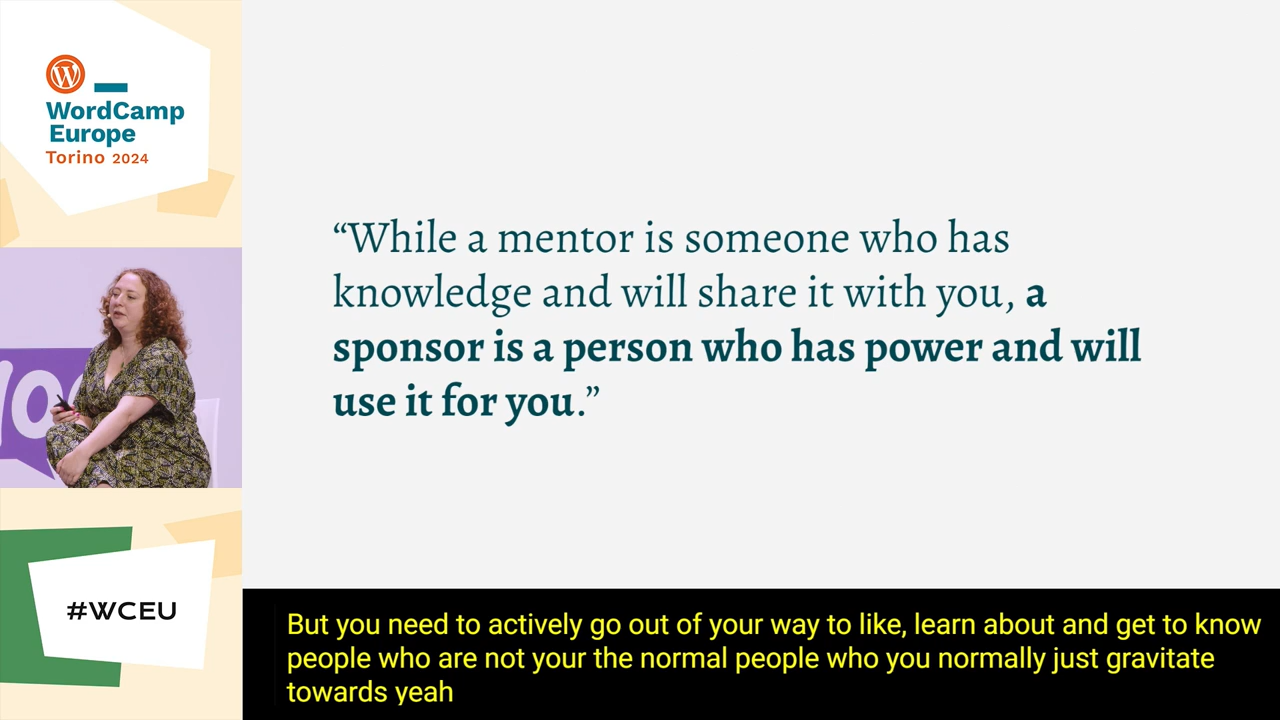 WordCamp
Europe
Torino 2024
“While a mentor is someone who has
knowledge and will share it with you, a
sponsor is a person who has power and will
use it for you.”
#WCEU
But you need to actively go out of your way to like, learn about and get to know
people who are not your the normal people who you normally just gravitate
towards yeah